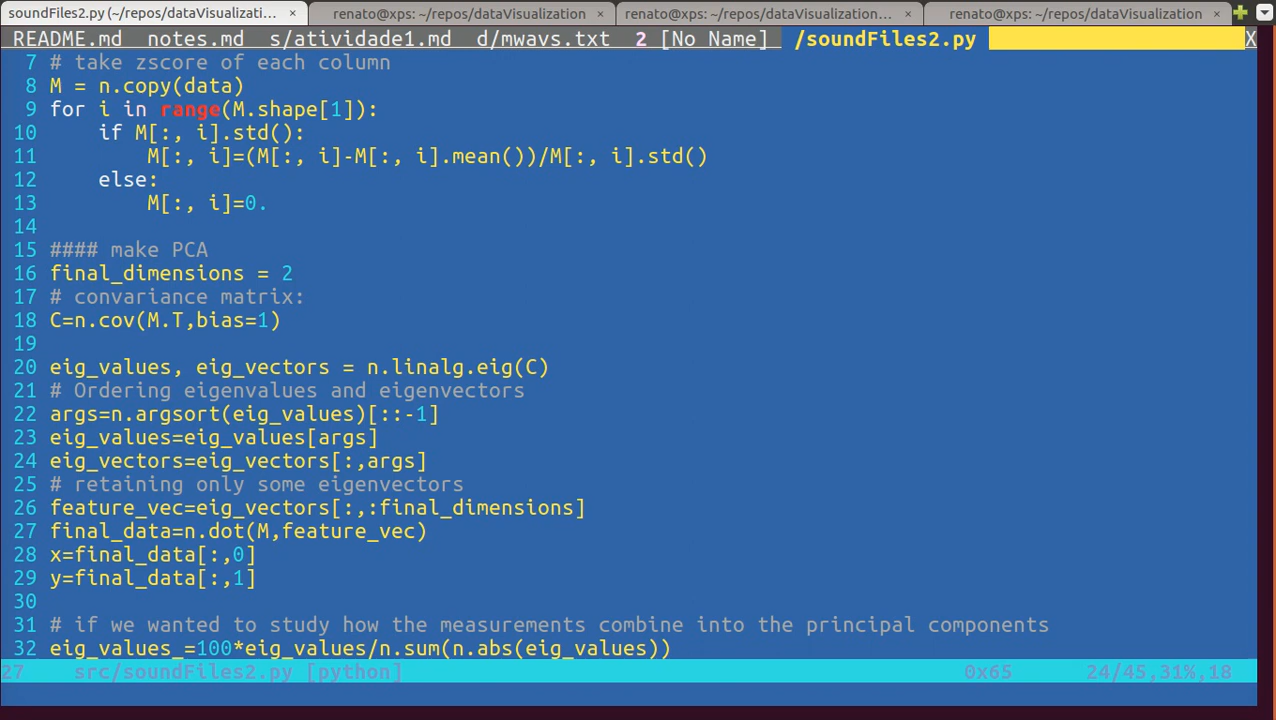 soundFiles2.py (~/repos/dataVisualizati... × renato@xps: ~/repos/dataVisualization × renato@xps: ~/repos/dataVisualization... × renato@xps: ~/repos/dataVisualization ×
README.md notes.md s/atividade1.md d/mwavs.txt 2 [No Name] /soundFiles2.py X
7 # take zscore of each column
8 M = n.copy(data)
9 for i in range(M.shape[1]):
10     if M[:, i].std():
11         M[:, i]=(M[:, i]-M[:, i].mean())/M[:, i].std()
12     else:
13         M[:, i]=0.
14
15 #### make PCA
16 final_dimensions = 2
17 # convariance matrix:
18 C=n.cov(M.T,bias=1)
19
20 eig_values, eig_vectors = n.linalg.eig(C)
21 # Ordering eigenvalues and eigenvectors
22 args=n.argsort(eig_values)[::-1]
23 eig_values=eig_values[args]
24 eig_vectors=eig_vectors[:,args]
25 # retaining only some eigenvectors
26 feature_vec=eig_vectors[:,:final_dimensions]
27 final_data=n.dot(M,feature_vec)
28 x=final_data[:,0]
29 y=final_data[:,1]
30
31 # if we wanted to study how the measurements combine into the principal components
32 eig_values_=100*eig_values/n.sum(n.abs(eig_values))
27 src/soundFiles2.py [python] 0x65 24/45,31%,18